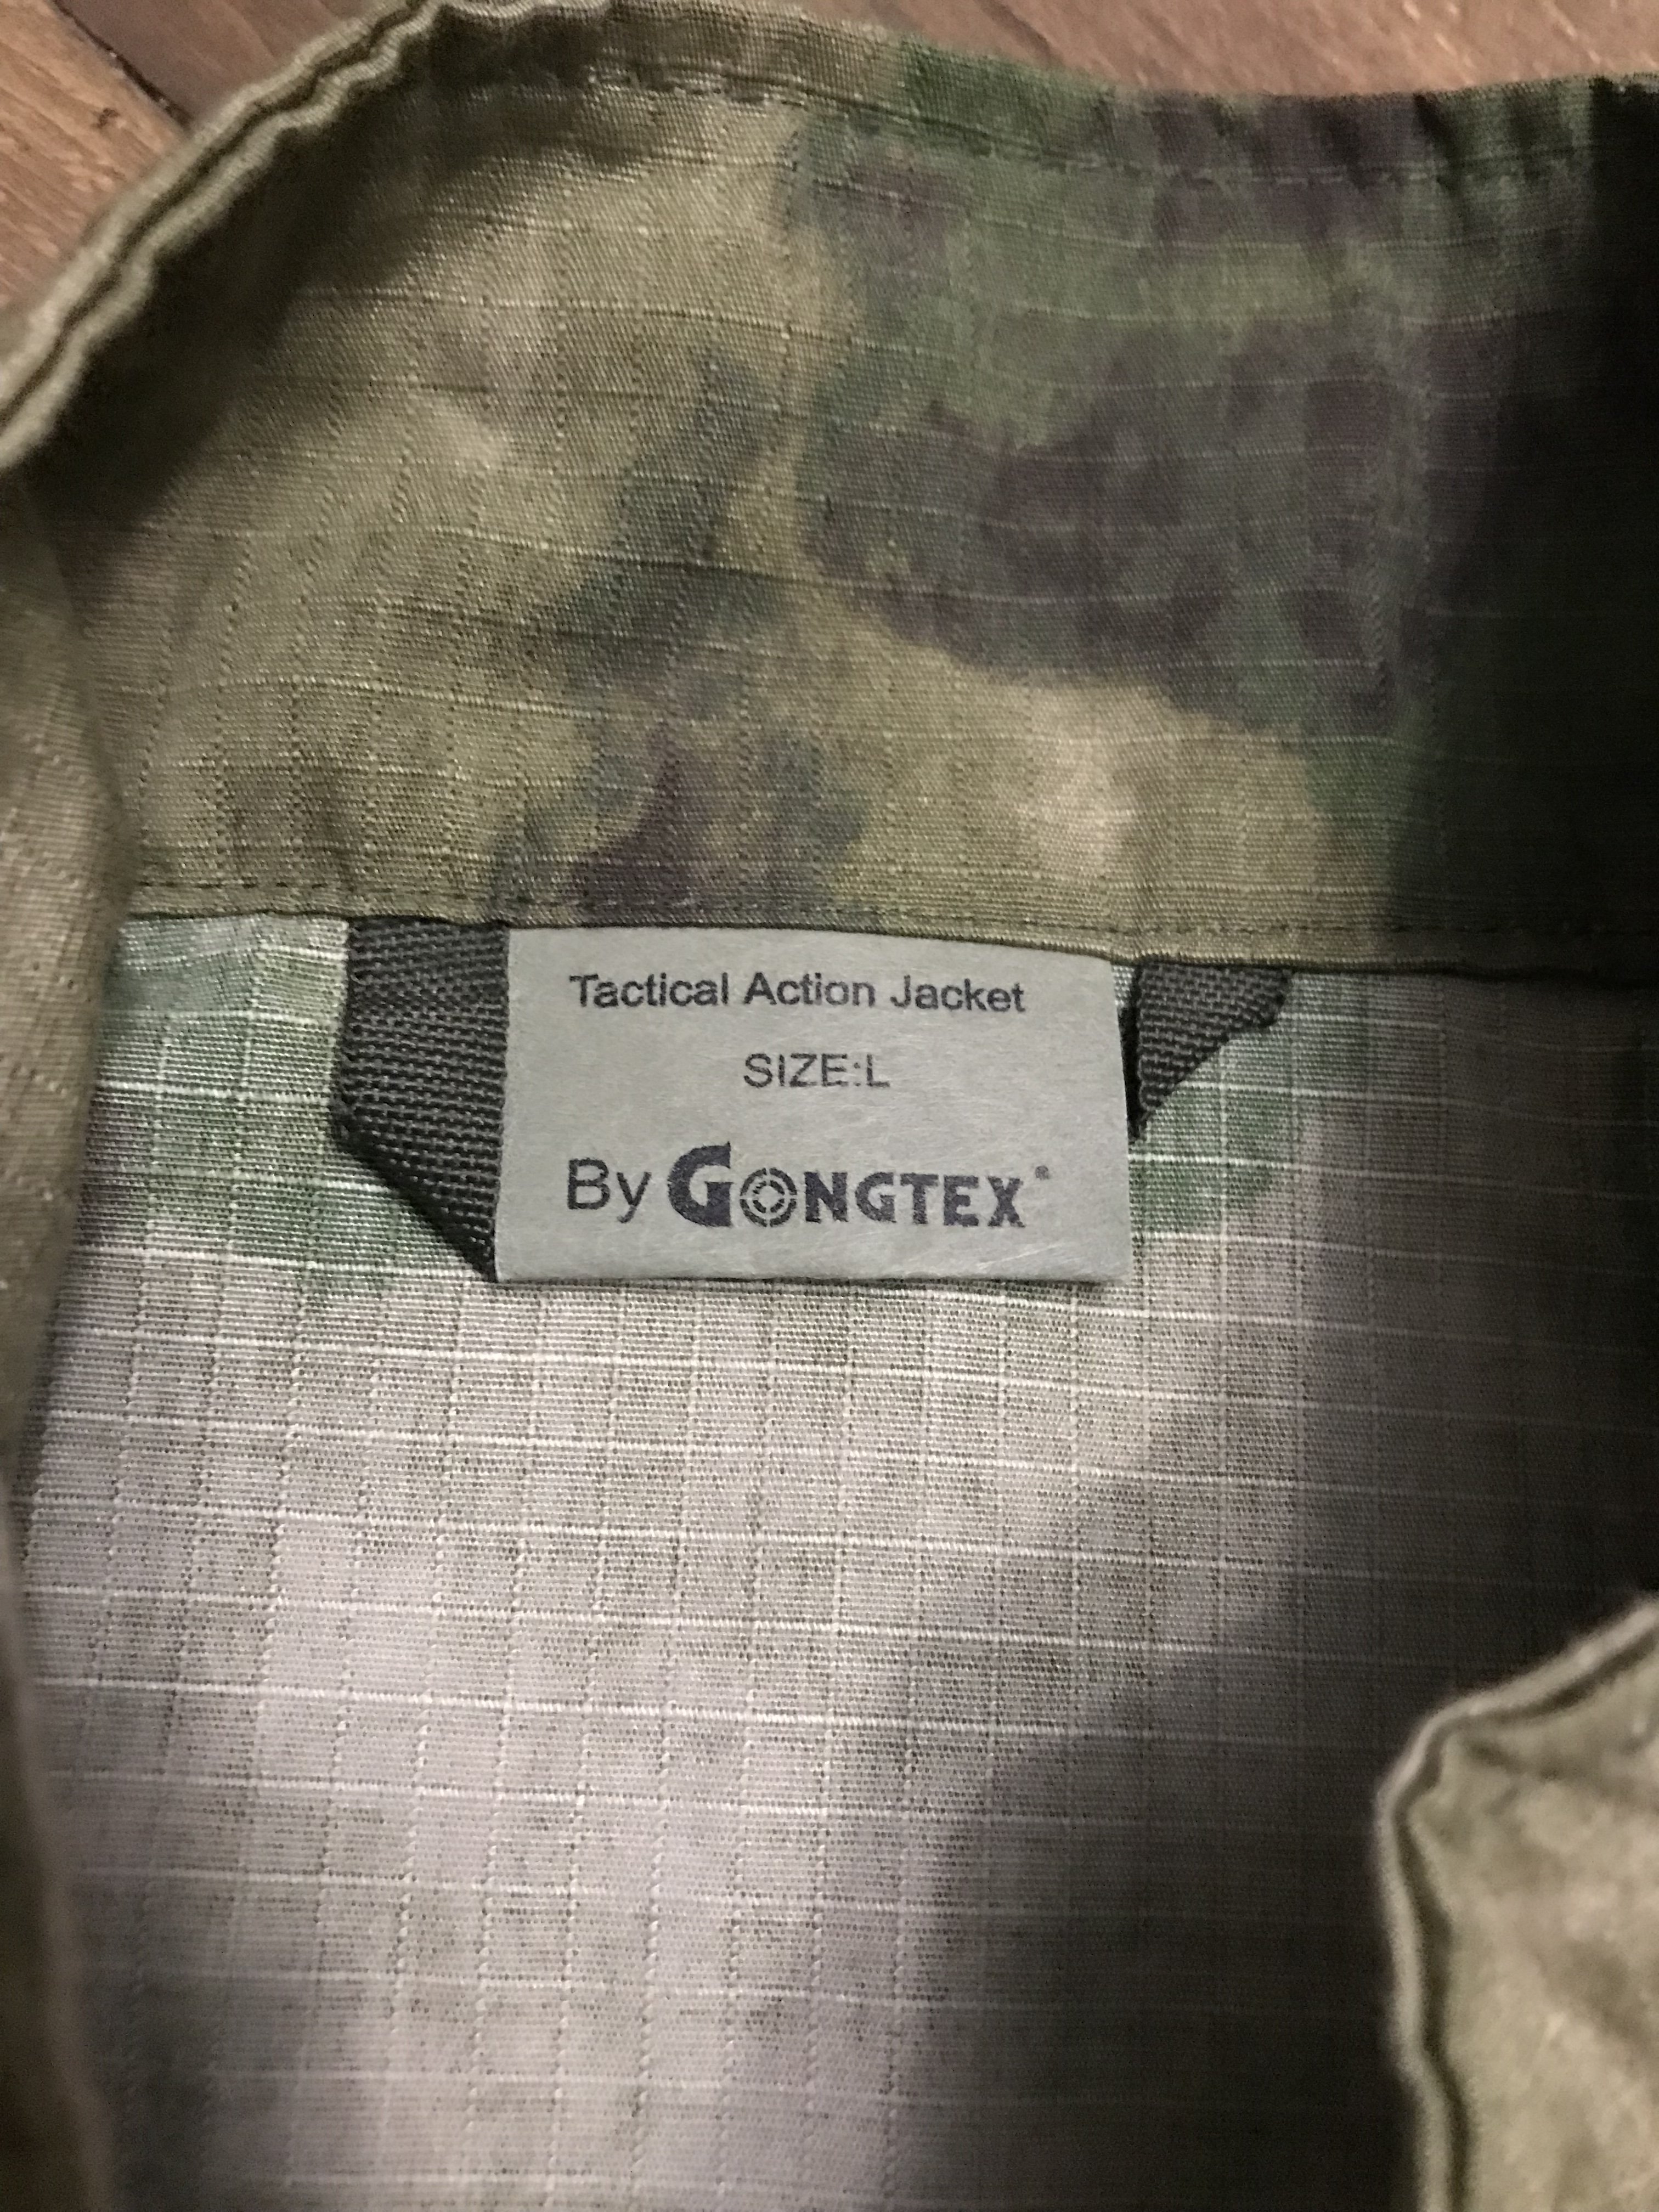 Tactical Action Jacket
SIZE:L
By GONGTEX®